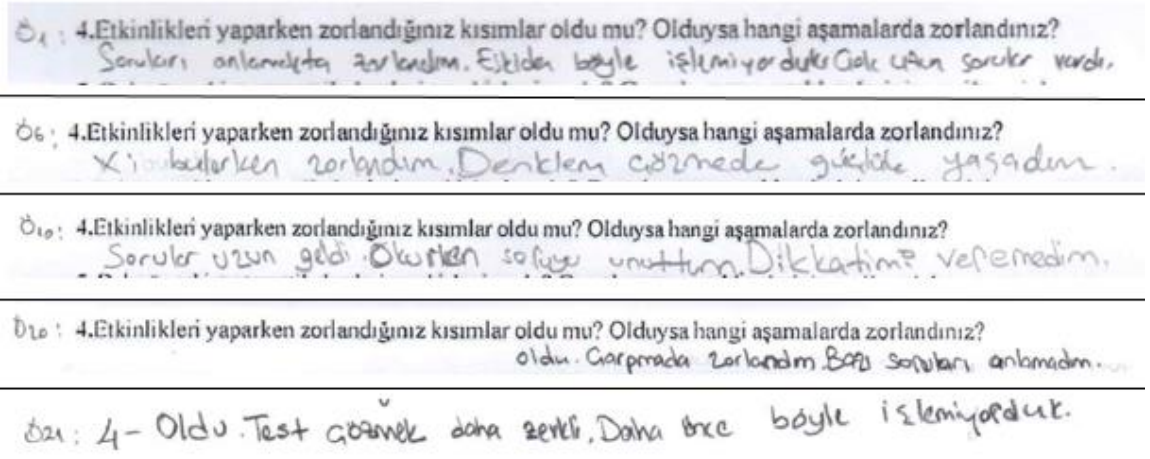 Ö1 : 4.Etkinlikleri yaparken zorlandığınız kısımlar oldu mu? Olduysa hangi aşamalarda zorlandınız?
Soruları anlamakta zorlandım. Eskiden böyle işlemiyorduk. Çok uzun sorular vardı.
Ö6 : 4.Etkinlikleri yaparken zorlandığınız kısımlar oldu mu? Olduysa hangi aşamalarda zorlandınız?
X'i bulurken zorlandım. Denklem çözmede güçlük yaşadım.
Ö10 : 4.Etkinlikleri yaparken zorlandığınız kısımlar oldu mu? Olduysa hangi aşamalarda zorlandınız?
Sorular uzun geldi. Okurken soruyu unuttum. Dikkatimi veremedim.
Ö20 : 4.Etkinlikleri yaparken zorlandığınız kısımlar oldu mu? Olduysa hangi aşamalarda zorlandınız?
oldu. Çarpmada zorlandım. Bazı soruları anlamadım.
Ö21 : 4- Oldu. Test çözmek daha zevkli. Daha önce böyle işlemiyorduk.